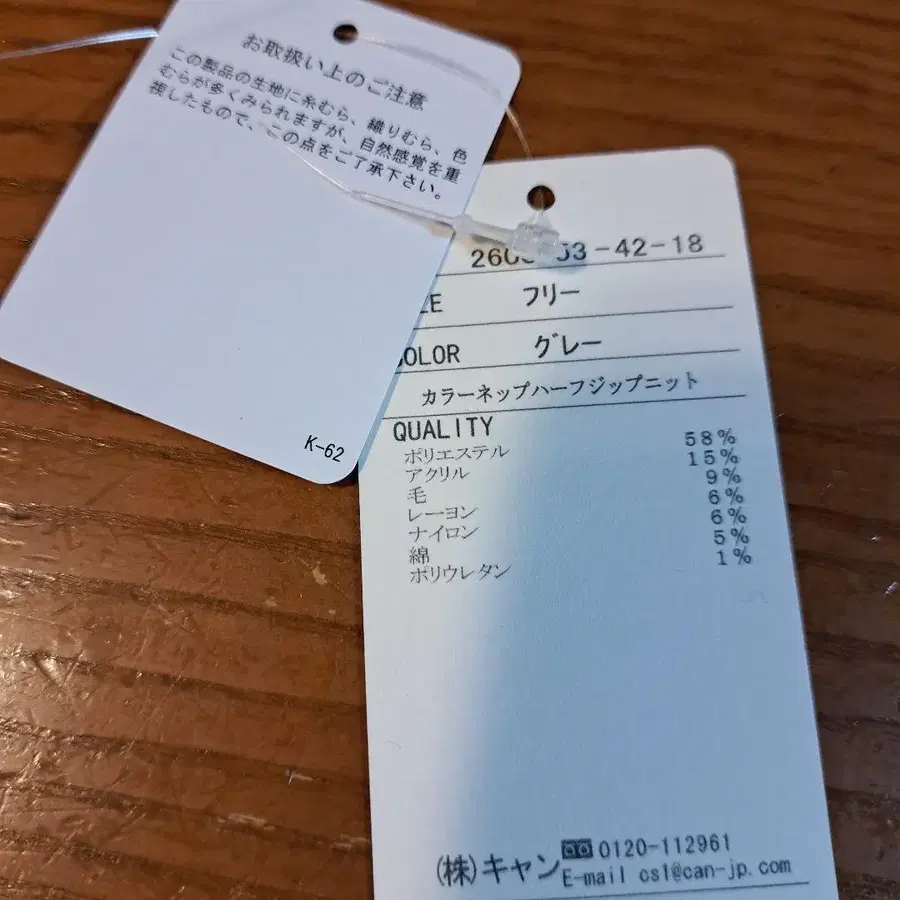 お取扱い上のご注意
この製品の生地に糸むら、織りむら、色
むらが多くみられますが、自然感覚を重
視したもので、この点をご了承下さい。
K-62
-42-18
フリー
COLOR グレー
カラーネップハーフジップニット
QUALITY
ポリエステル 58%
アクリル 15%
毛 9%
レーヨン 6%
ナイロン 6%
綿 5%
ポリウレタン 1%
(株)キャン 0120-112961
E-mail csl@can-jp.com